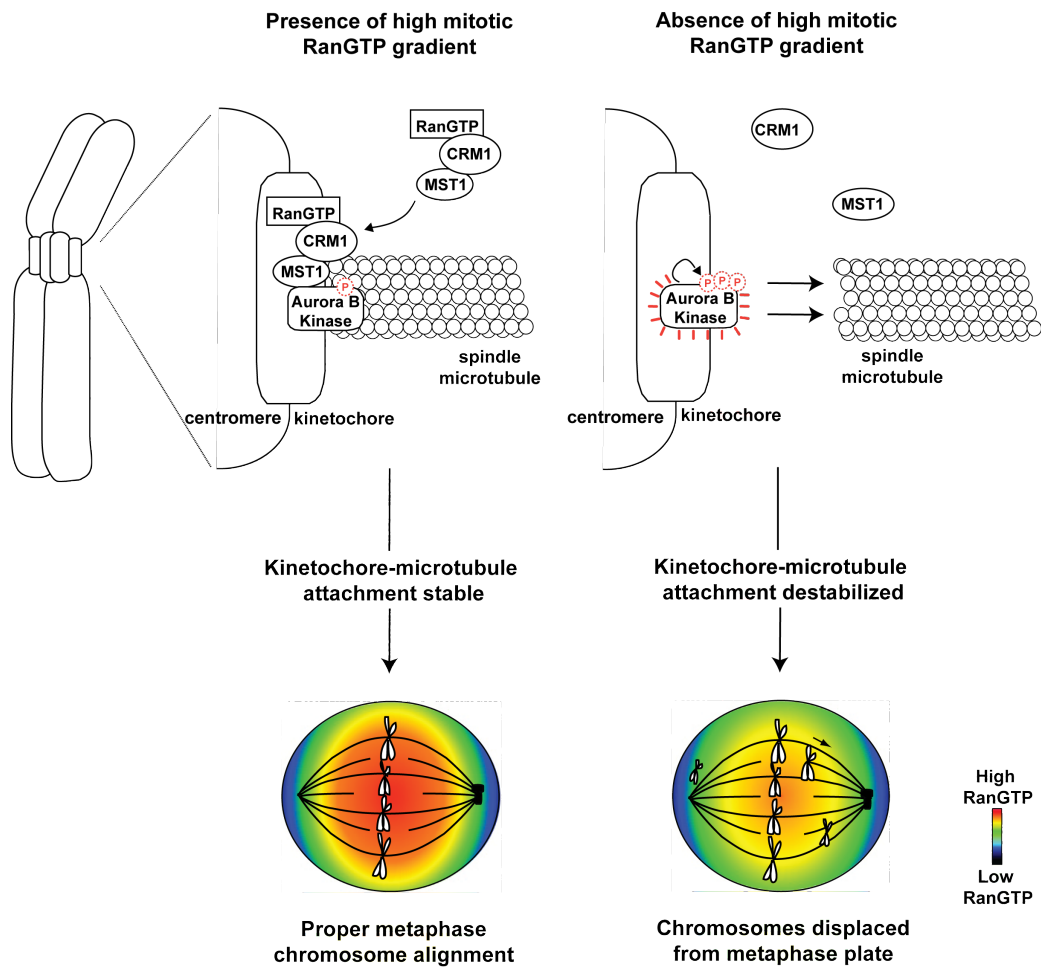 Presence of high mitotic
RanGTP gradient
RanGTP
CRM1
MST1
RanGTP
CRM1
MST1
P
Aurora B
Kinase
spindle
microtubule
centromere
kinetochore
Kinetochore-microtubule
attachment stable
Proper metaphase
chromosome alignment
Absence of high mitotic
RanGTP gradient
CRM1
MST1
P P P
Aurora B
Kinase
spindle
microtubule
centromere
kinetochore
Kinetochore-microtubule
attachment destabilized
Chromosomes displaced
from metaphase plate
High
RanGTP
Low
RanGTP